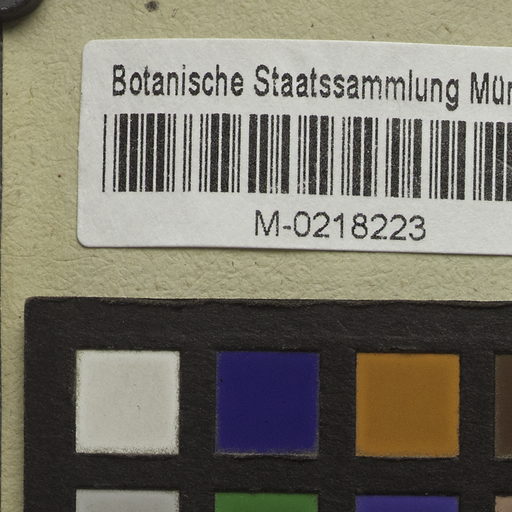 Botanische Staatssammlung
M-0218223